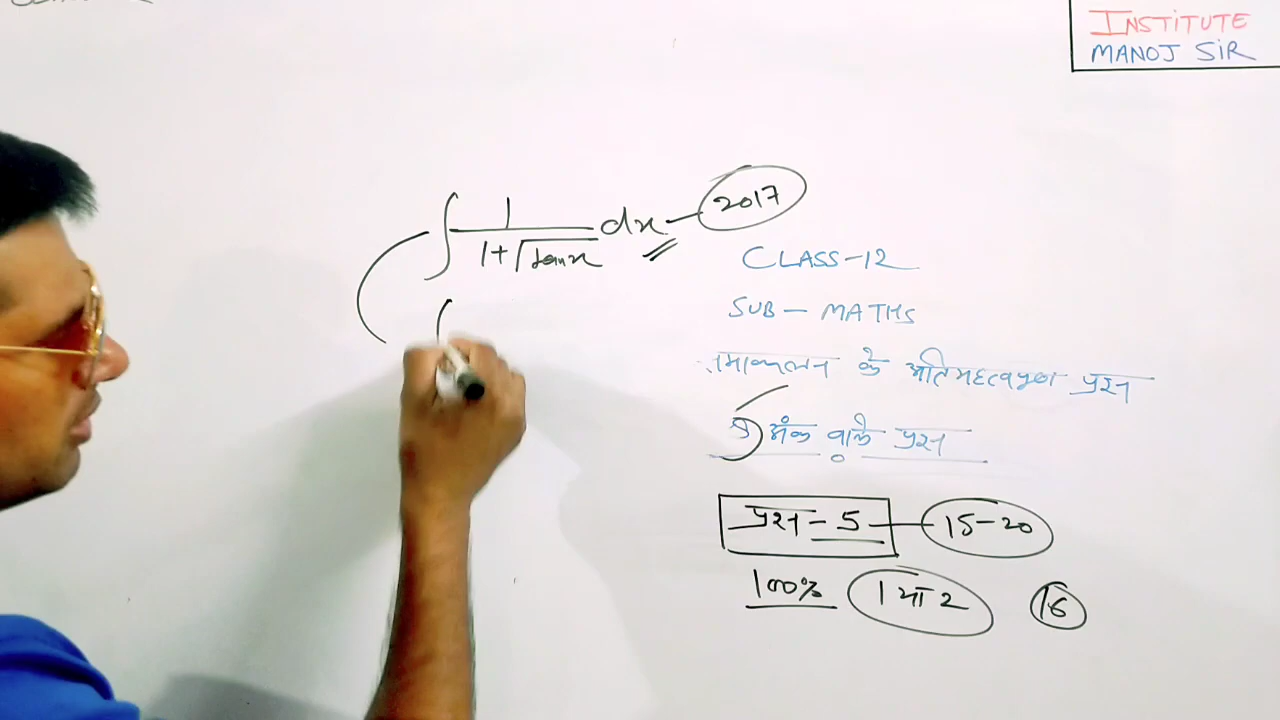 INSTITUTE
MANOJ SIR
∫ 1/(1+√tanx) dx — 2017
CLASS-12
SUB - MATHS
समाकलन के अतिमहत्वपूर्ण प्रश्न
5 अंक वाले प्रश्न
प्रश्न - 5 — 15-20
100% 1 या 2 16